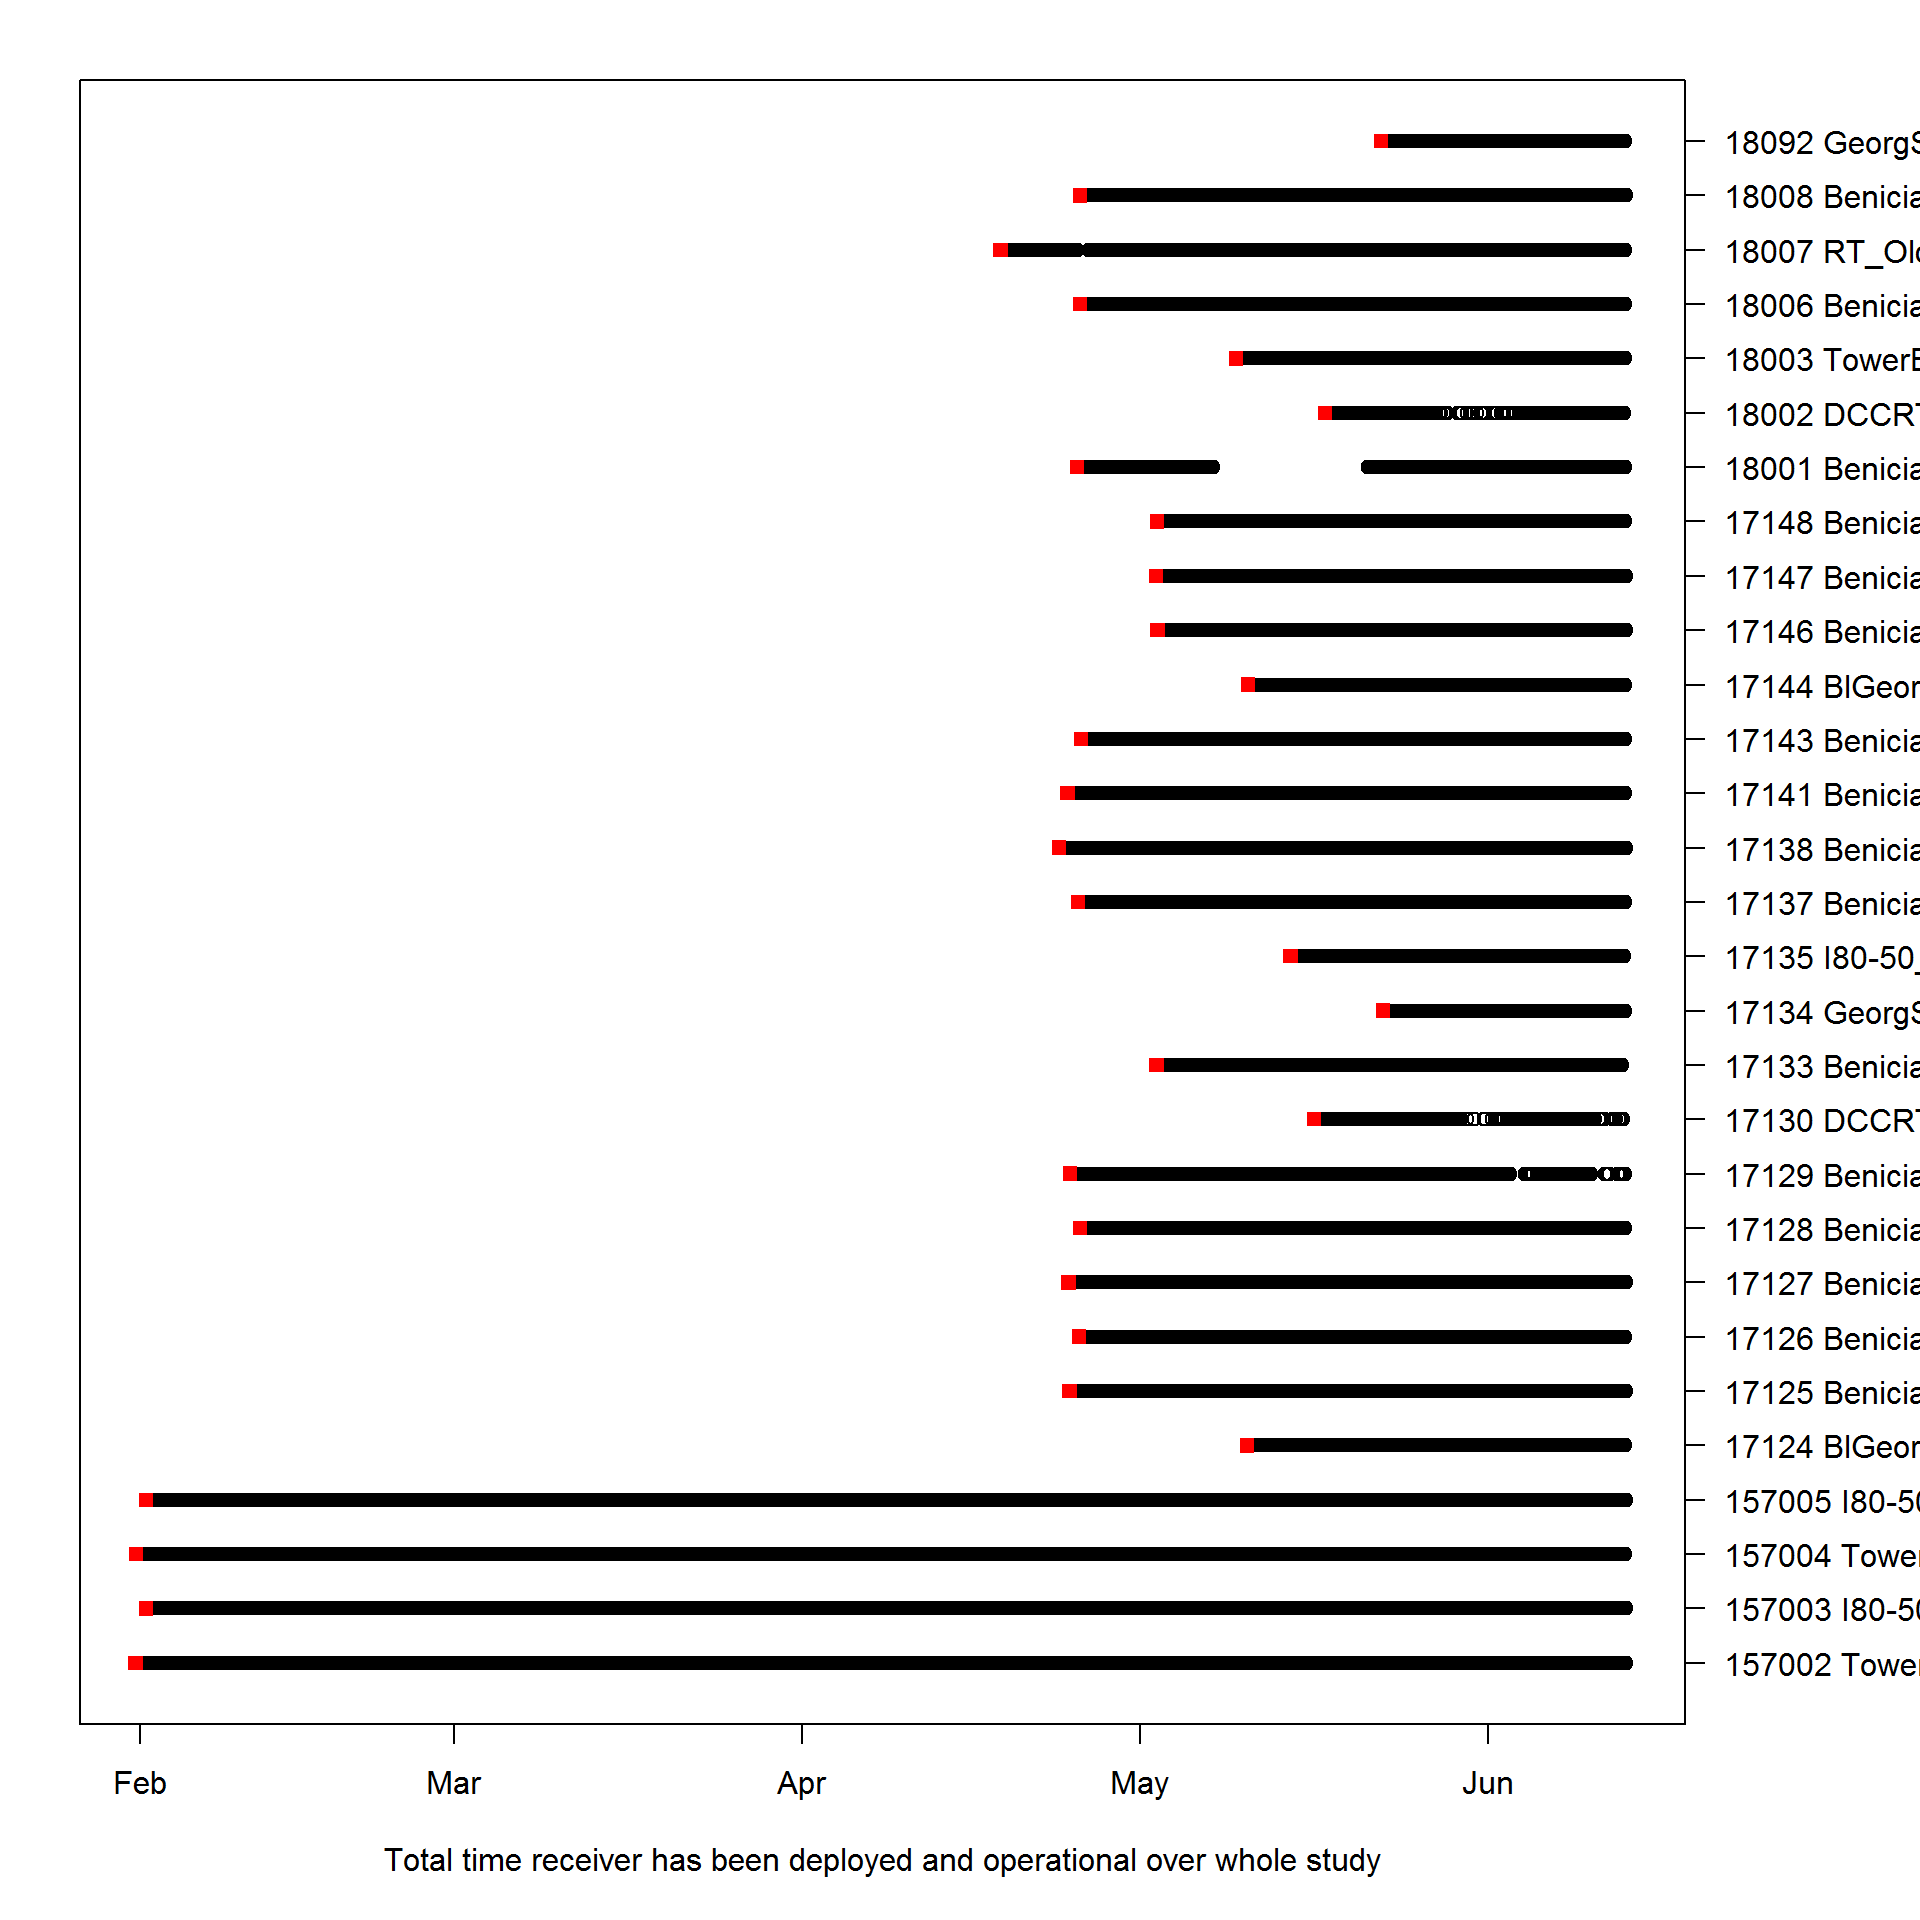 18092 GeorgS
18008 Benicia
18007 RT_Old
18006 Benicia
18003 TowerB
18002 DCCRT
18001 Benicia
17148 Benicia
17147 Benicia
17146 Benicia
17144 BlGeor
17143 Benicia
17141 Benicia
17138 Benicia
17137 Benicia
17135 I80-50_
17134 GeorgS
17133 Benicia
17130 DCCRT
17129 Benicia
17128 Benicia
17127 Benicia
17126 Benicia
17125 Benicia
17124 BlGeor
157005 I80-50
157004 Tower
157003 I80-50
157002 Tower
Feb Mar Apr May Jun
Total time receiver has been deployed and operational over whole study